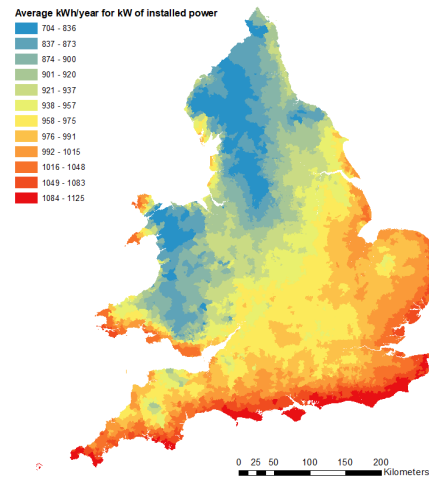 Average kWh/year for kW of installed power
704 - 836
837 - 873
874 - 900
901 - 920
921 - 937
938 - 957
958 - 975
976 - 991
992 - 1015
1016 - 1048
1049 - 1083
1084 - 1125
0 25 50 100 150 200
Kilometers